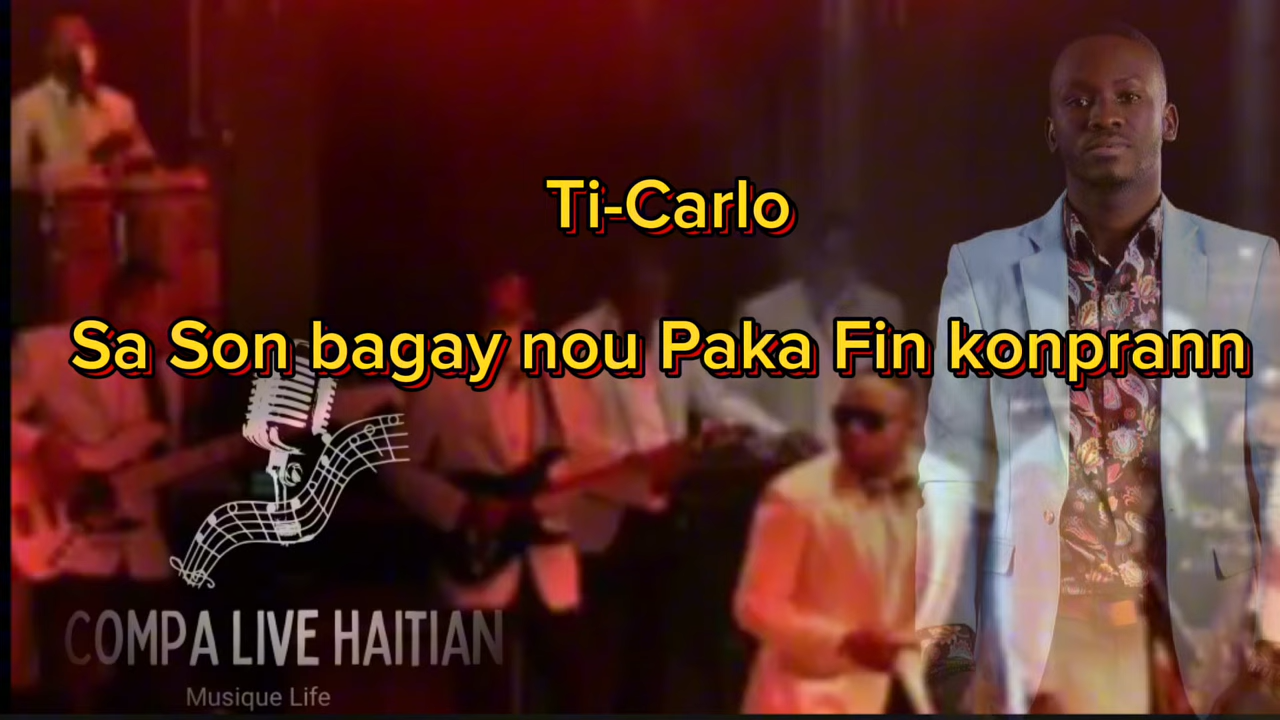 Ti-Carlo
Sa Son bagay nou Paka Fin konprann
COMPA LIVE HAITIAN
Musique Life